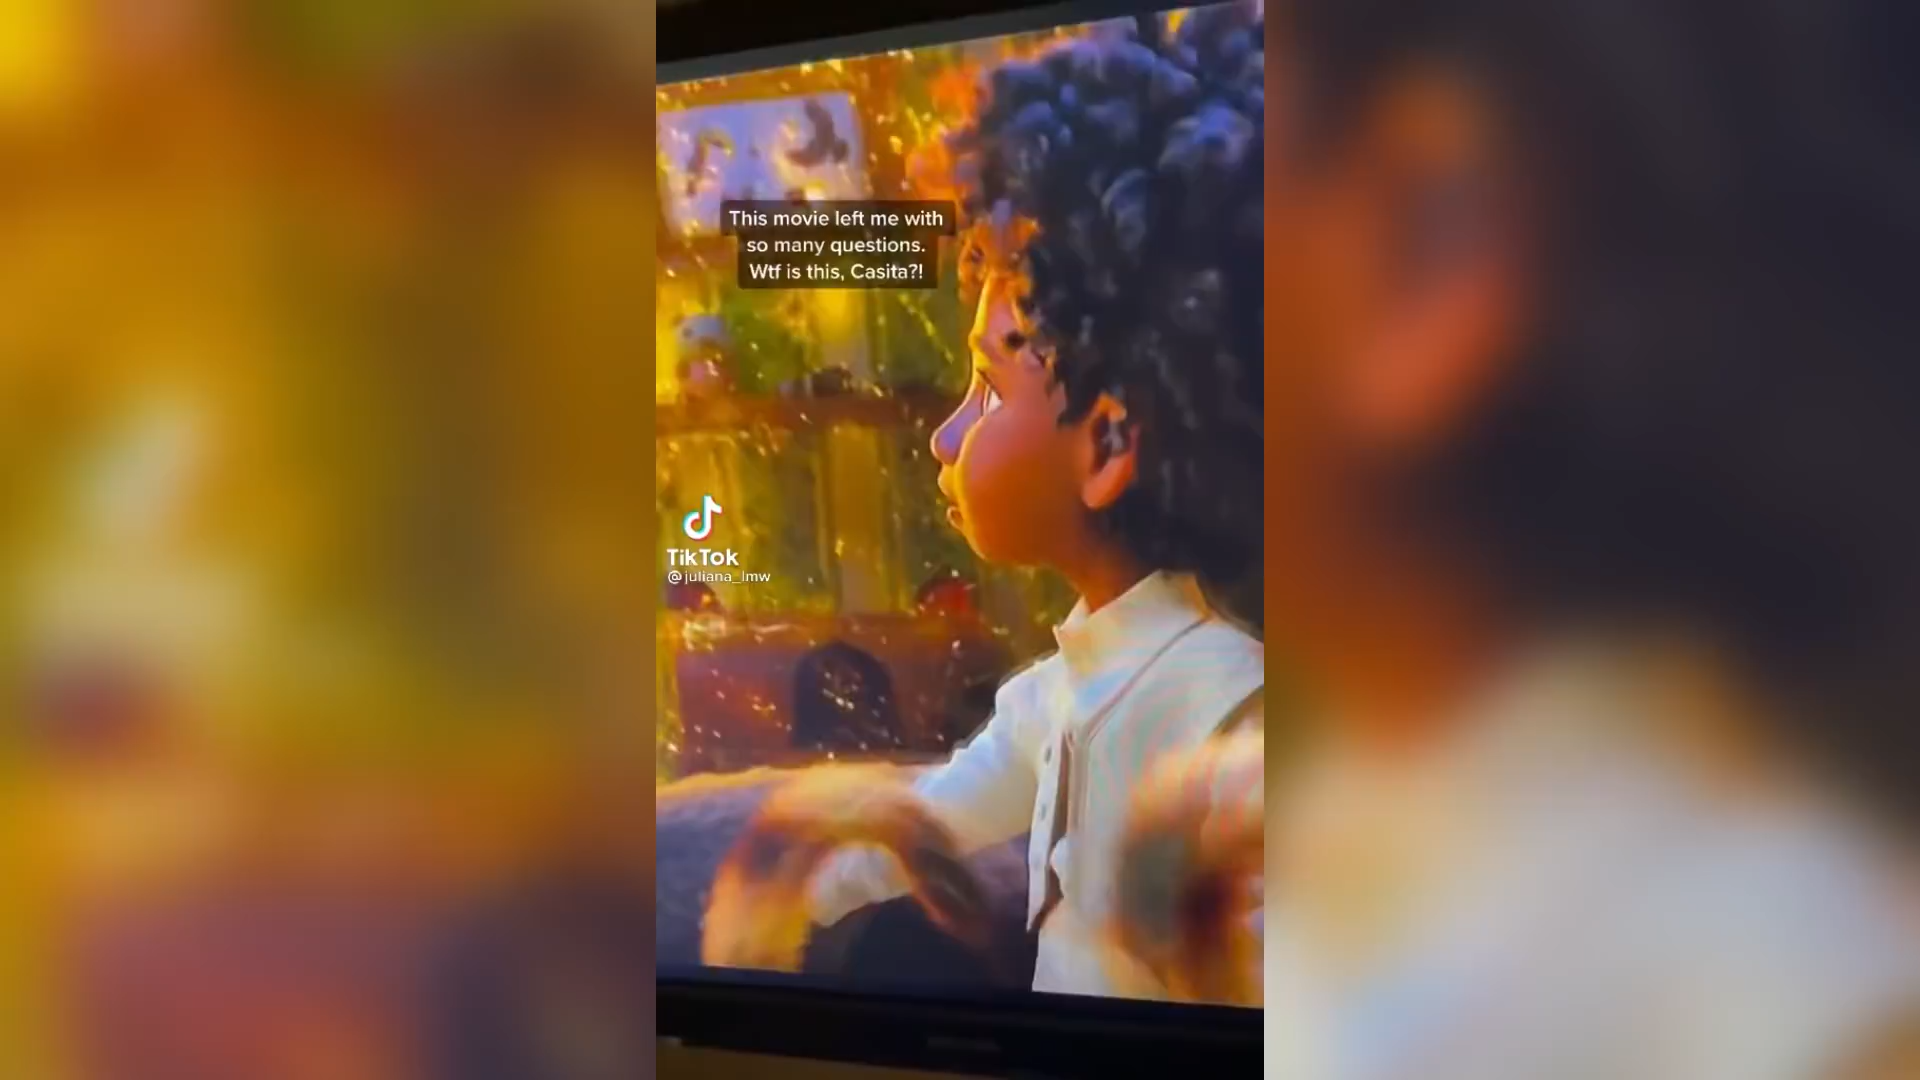 This movie left me with
so many questions.
Wtf is this, Casita?!
TikTok
@juliana_lmw